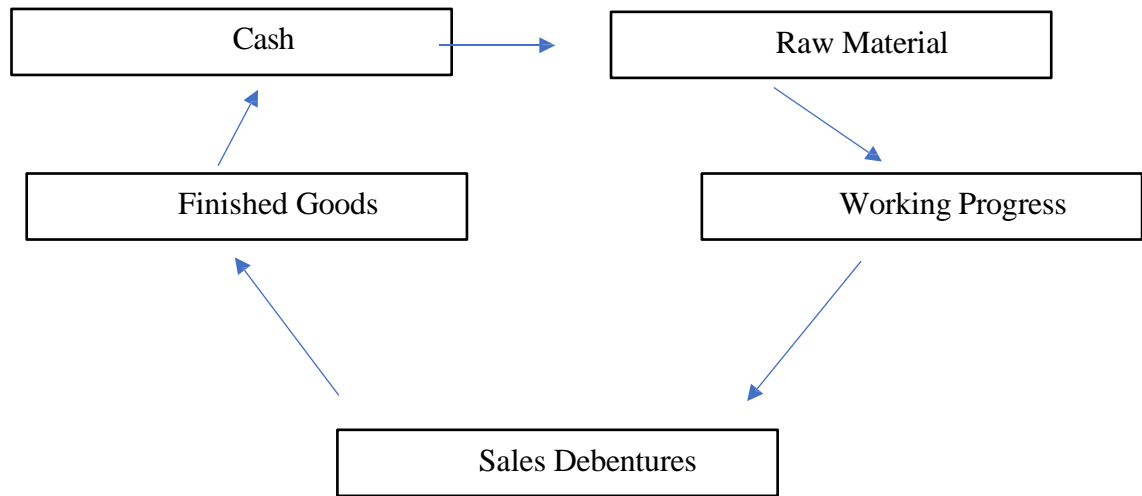 Cash
Raw Material
Finished Goods
Working Progress
Sales Debentures